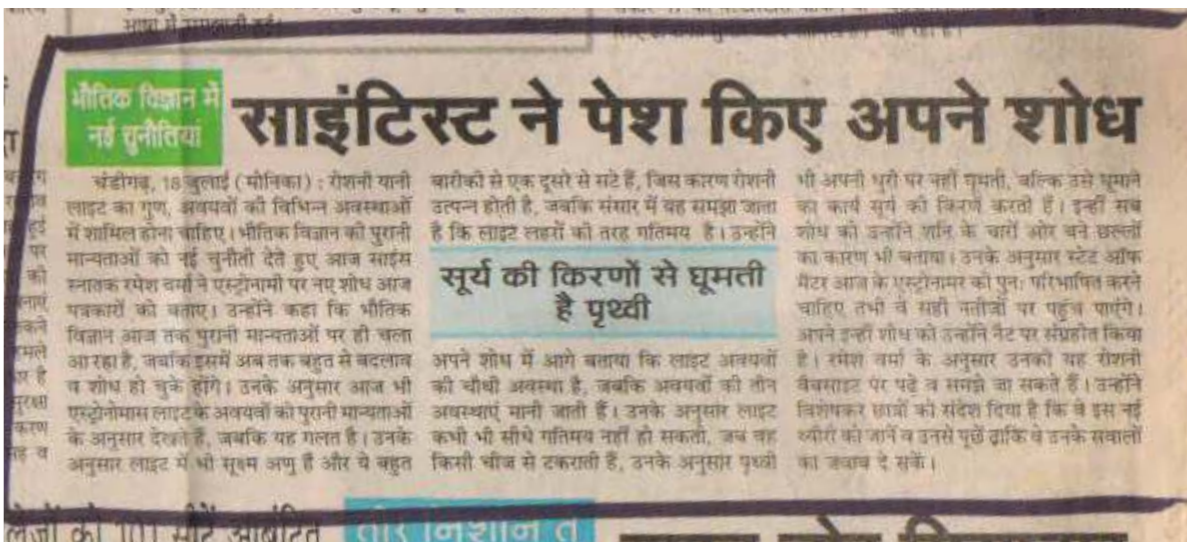 भौतिक विज्ञान में
नई चुनौतियां
साइंटिस्ट ने पेश किए अपने शोध
चंडीगढ़, 18 जुलाई (मोनिका) : रोशनी यानी
लाइट का गुण, अवयवों की विभिन्न अवस्थाओं
में शामिल होना चाहिए। भौतिक विज्ञान की पुरानी
मान्यताओं को नई चुनौती देते हुए आज साईंस
स्नातक रमेश वर्मा ने एस्ट्रोनामी पर नए शोध आज
पत्रकारों को बताए। उन्होंने कहा कि भौतिक
विज्ञान आज तक पुरानी मान्यताओं पर ही चला
आ रहा है, जबकि इसमें अब तक बहुत से बदलाव
व शोध हो चुके होंगे। उनके अनुसार आज भी
एस्ट्रोनोमास लाइट के अवयवों को पुरानी मान्यताओं
के अनुसार देखते हैं, जबकि यह गलत है। उनके
अनुसार लाइट में भी सूक्ष्म अणु हैं और ये बहुत
बारीकी से एक दूसरे से सटे हैं, जिस कारण रोशनी
उत्पन्न होती है, जबकि संसार में यह समझा जाता
है कि लाइट लहरों की तरह गतिमय है। उन्होंने
सूर्य की किरणों से घूमती
है पृथ्वी
अपने शोध में आगे बताया कि लाइट अवयवों
की चौथी अवस्था है, जबकि अवयवों की तीन
अवस्थाएं मानी जाती हैं। उनके अनुसार लाइट
कभी भी सीधे गतिमय नहीं हो सकती, जब वह
किसी चीज से टकराती हैं, उनके अनुसार पृथ्वी
भी अपनी धुरी पर नहीं घूमती, बल्कि उसे घूमाने
का कार्य सूर्य की किरणें करती हैं। इन्हीं सब
शोध को उन्होंने शनि के चारों ओर बने छल्लों
का कारण भी बताया। उनके अनुसार स्टेट ऑफ
मैटर आज के एस्ट्रोनामर को पुन: परिभाषित करने
चाहिए तभी वे सही नतीजों पर पहुंच पाएंगे।
अपने इन्हीं शोध को उन्होंने नैट पर संग्रहीत किया
है। रमेश वर्मा के अनुसार उनकी यह रोशनी
वैबसाइट पर पढ़े व समझे जा सकते हैं। उन्होंने
विशेषकर छात्रों को संदेश दिया है कि वे इस नई
थ्यौरी को जानें व उनसे पूछें ताकि वे उनके सवालों
का जवाब दे सकें।